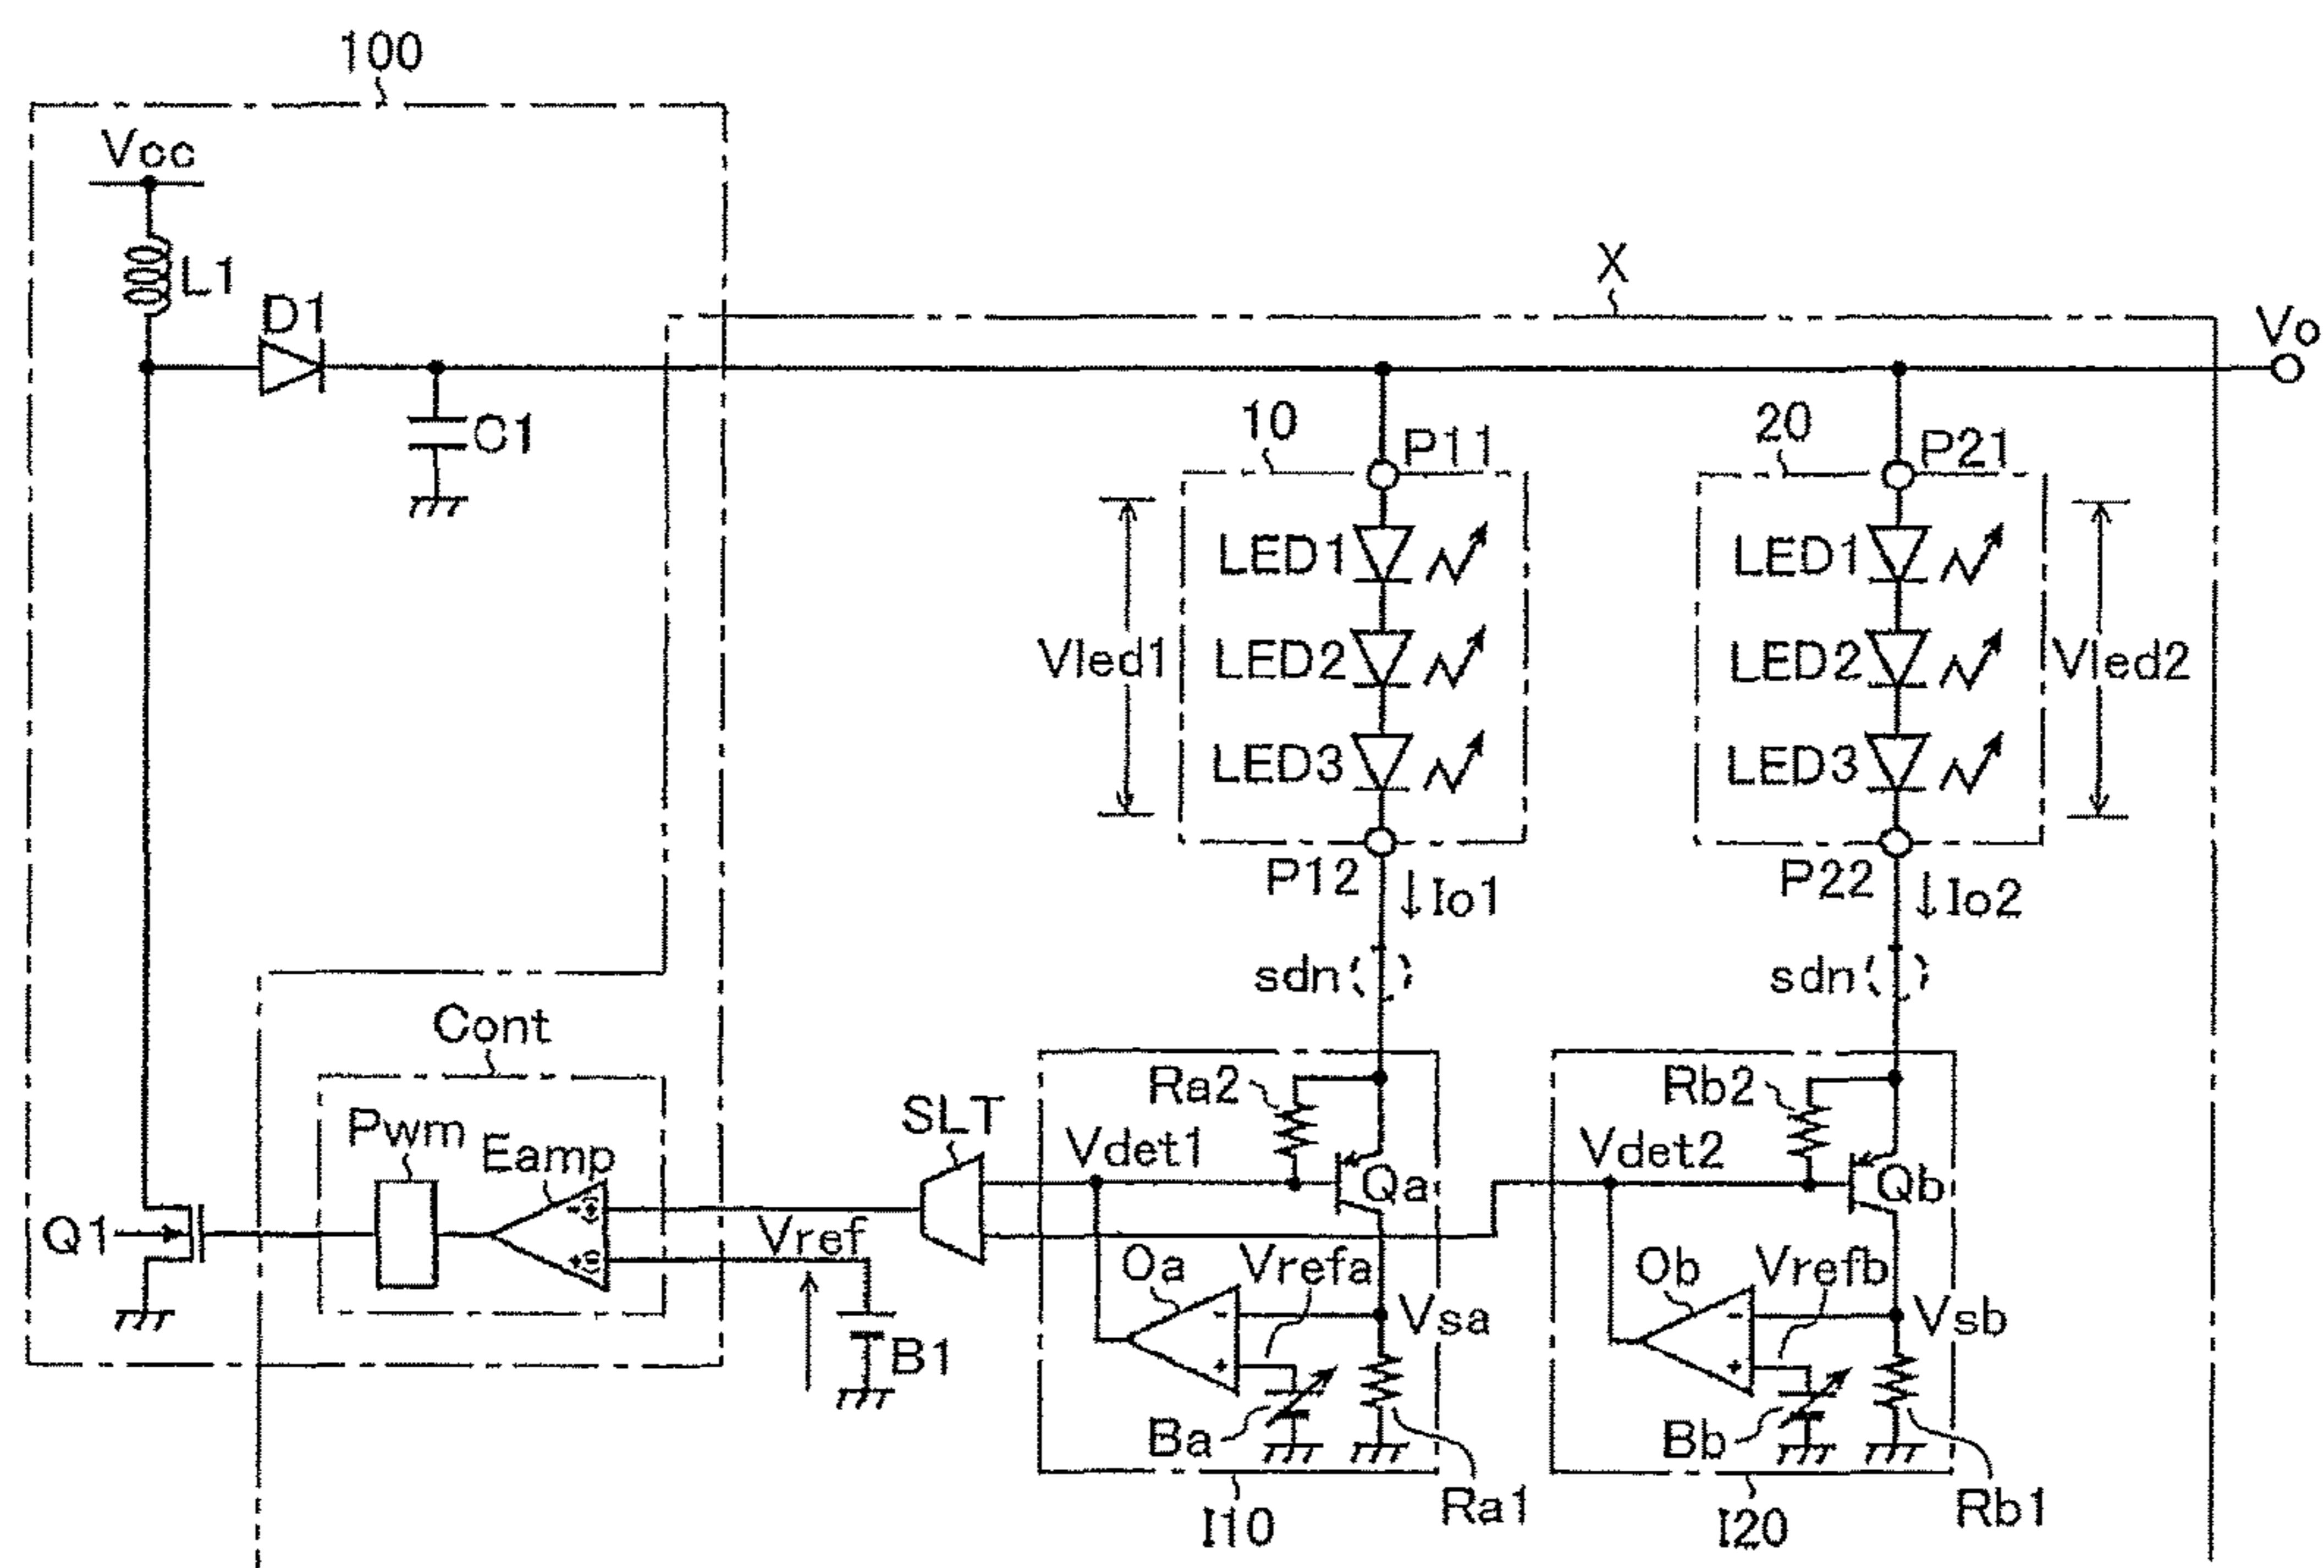 100
Vcc
L1
D1
C1
X
Vo
10
P11
20
P21
LED1
LED1
Vled1
LED2
LED2
Vled2
LED3
LED3
P12
Io1
P22
Io2
sdn
sdn
Cont
Pwm
Eamp
SLT
Ra2
Vdet1
Qa
Rb2
Vdet2
Qb
Q1
- (+)
+ (-)
Vref
B1
Oa
Vrefa
-
+
Vsa
Ba
Ra1
I10
Ob
Vrefb
-
+
Vsb
Bb
Rb1
I20